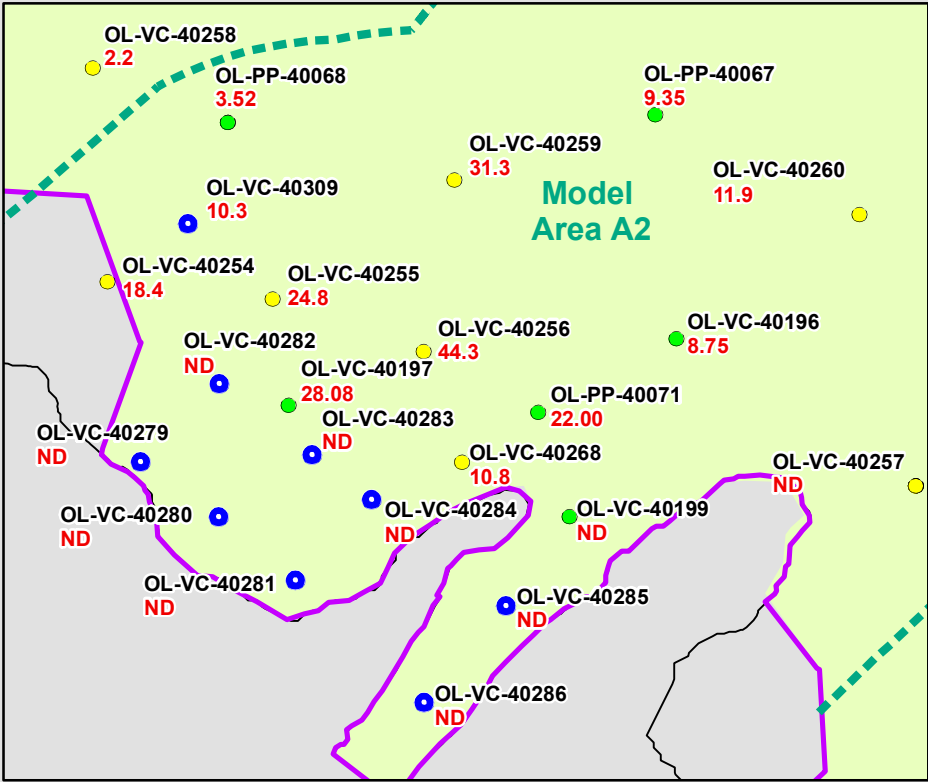 OL-VC-40258
2.2
OL-PP-40068
3.52
OL-PP-40067
9.35
OL-VC-40259
31.3
OL-VC-40260
11.9
Model
Area A2
OL-VC-40309
10.3
OL-VC-40254
18.4
OL-VC-40255
24.8
OL-VC-40256
44.3
OL-VC-40196
8.75
OL-VC-40282
ND
OL-VC-40197
28.08
OL-PP-40071
22.00
OL-VC-40283
ND
OL-VC-40279
ND
OL-VC-40268
10.8
OL-VC-40257
ND
OL-VC-40280
ND
OL-VC-40284
ND
OL-VC-40199
ND
OL-VC-40281
ND
OL-VC-40285
ND
OL-VC-40286
ND